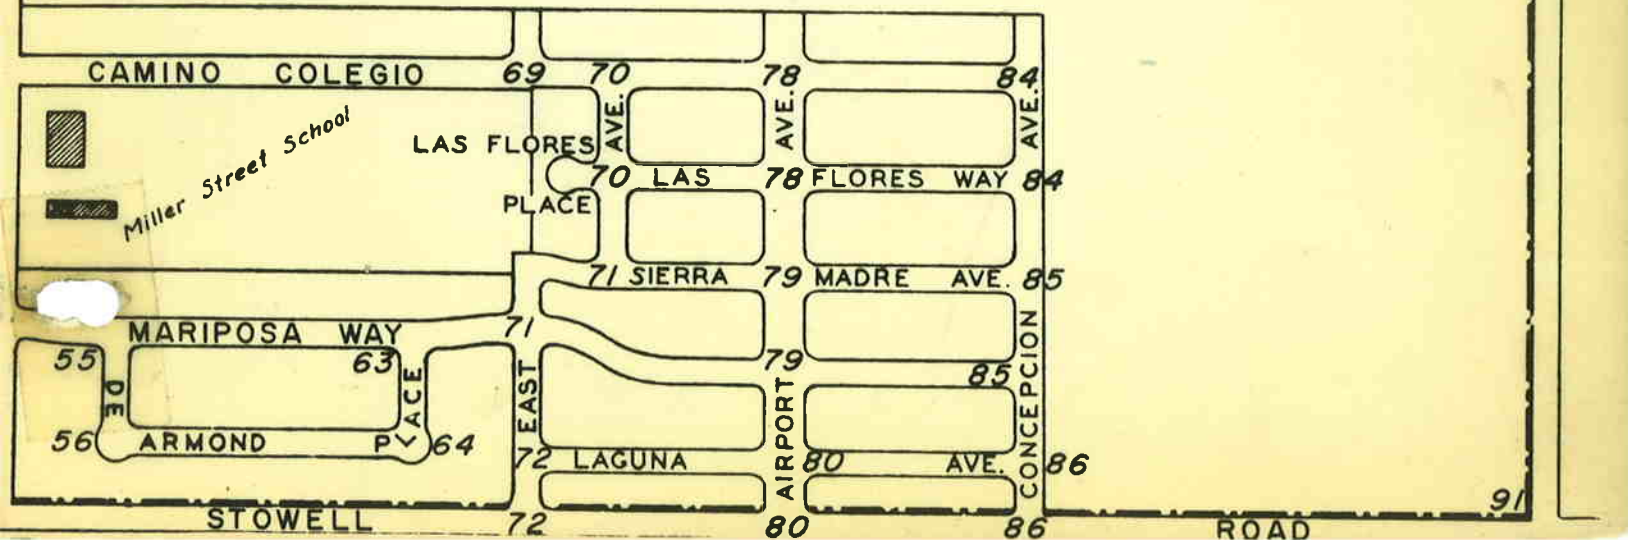 CAMINO COLEGIO 69 70 78 84
Miller Street School
LAS FLORES
PLACE
AVE.
AVE.
AVE.
70 LAS 78 FLORES WAY 84
71 SIERRA 79 MADRE AVE. 85
MARIPOSA WAY 71
55 63 79 85
DE
PLACE
EAST
AIRPORT
CONCEPCION
56 ARMOND 64
72 LAGUNA 80 AVE. 86
91
STOWELL 72 80 86 ROAD